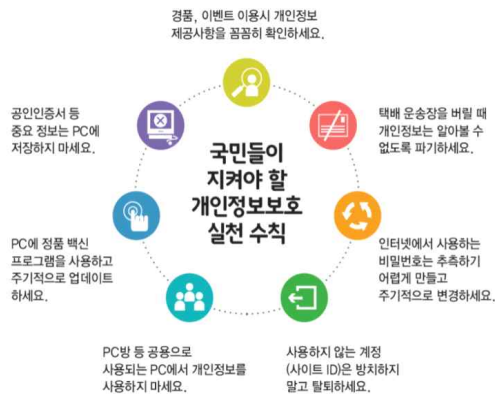 경품, 이벤트 이용시 개인정보
제공사항을 꼼꼼히 확인하세요.
택배 운송장을 버릴 때
개인정보는 알아볼 수
없도록 파기하세요.
인터넷에서 사용하는
비밀번호는 추측하기
어렵게 만들고
주기적으로 변경하세요.
사용하지 않는 계정
(사이트 ID)은 방치하지
말고 탈퇴하세요.
PC방 등 공용으로
사용되는 PC에서 개인정보를
사용하지 마세요.
PC에 정품 백신
프로그램을 사용하고
주기적으로 업데이트
하세요.
공인인증서 등
중요 정보는 PC에
저장하지 마세요.
국민들이
지켜야 할
개인정보보호
실천 수칙